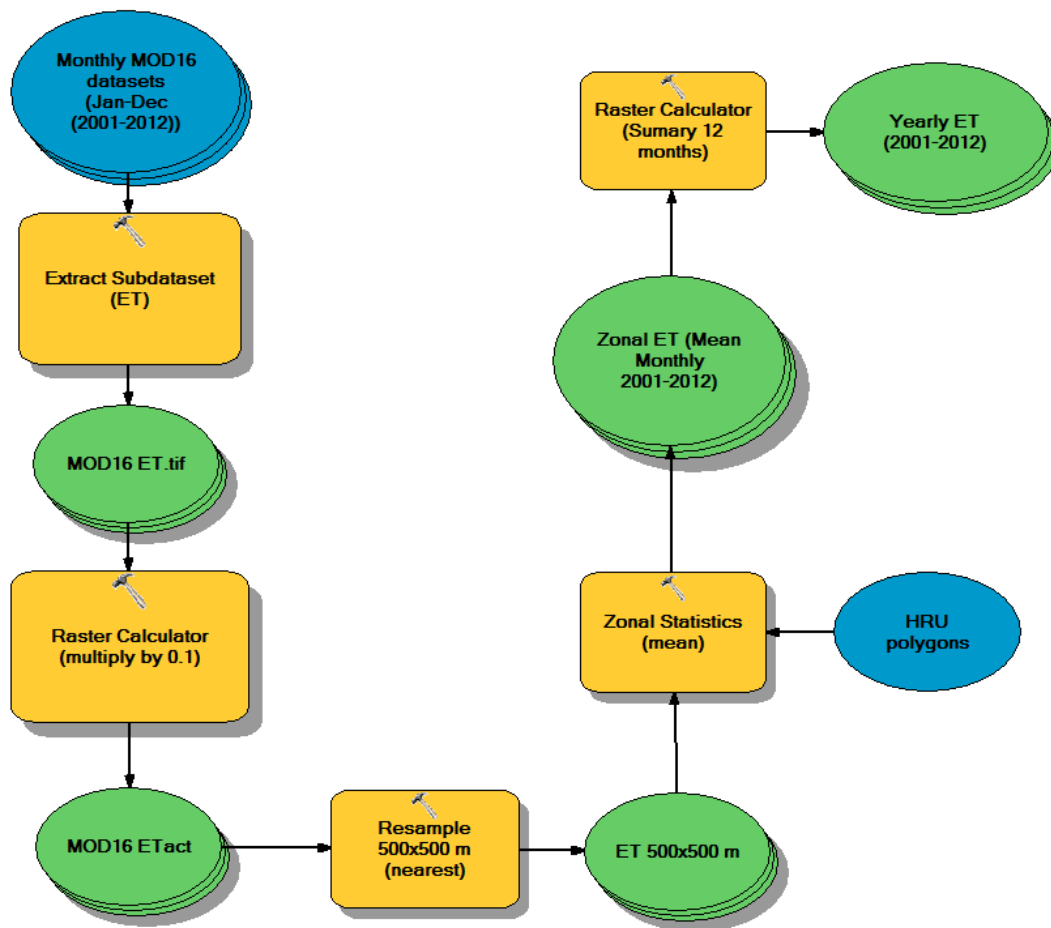 Monthly MOD16
datasets
(Jan-Dec
(2001-2012))
Extract Subdataset
(ET)
MOD16 ET.tif
Raster Calculator
(multiply by 0.1)
MOD16 ETact
Resample
500x500 m
(nearest)
ET 500x500 m
HRU
polygons
Zonal Statistics
(mean)
Zonal ET (Mean
Monthly
2001-2012)
Raster Calculator
(Sumary 12
months)
Yearly ET
(2001-2012)